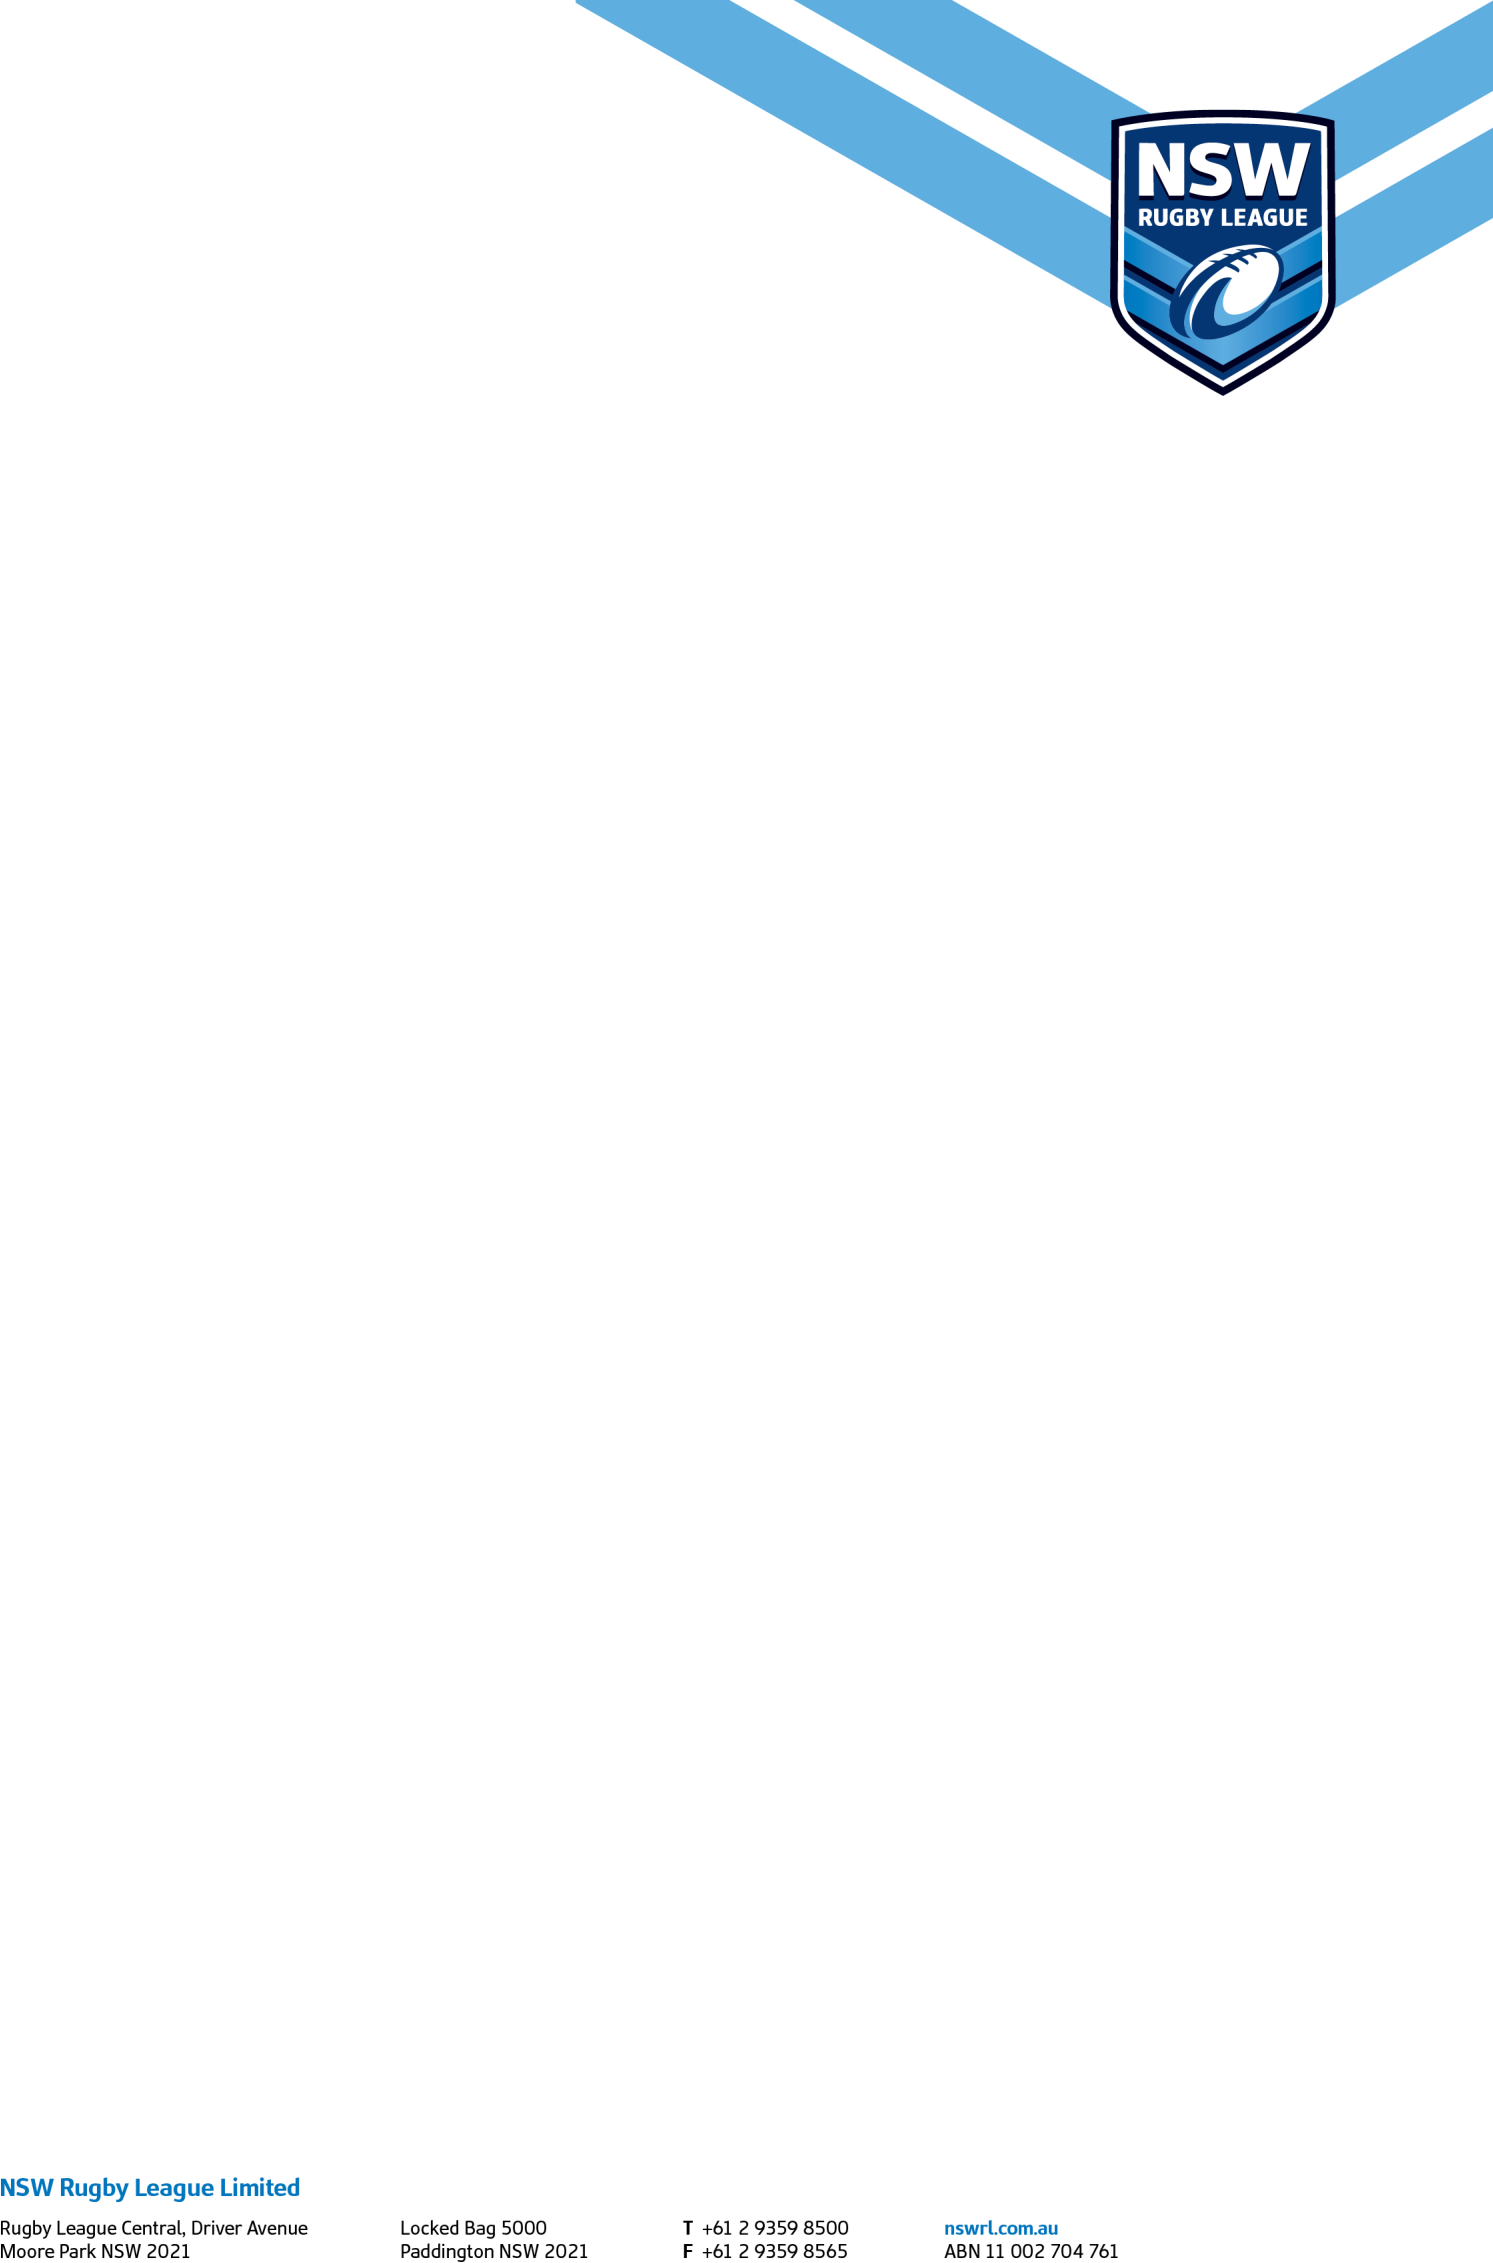 NSW
RUGBY LEAGUE
NSW Rugby League Limited
Rugby League Central, Driver Avenue
Moore Park NSW 2021
Locked Bag 5000
Paddington NSW 2021
T +61 2 9359 8500
F +61 2 9359 8565
nswrl.com.au
ABN 11 002 704 761